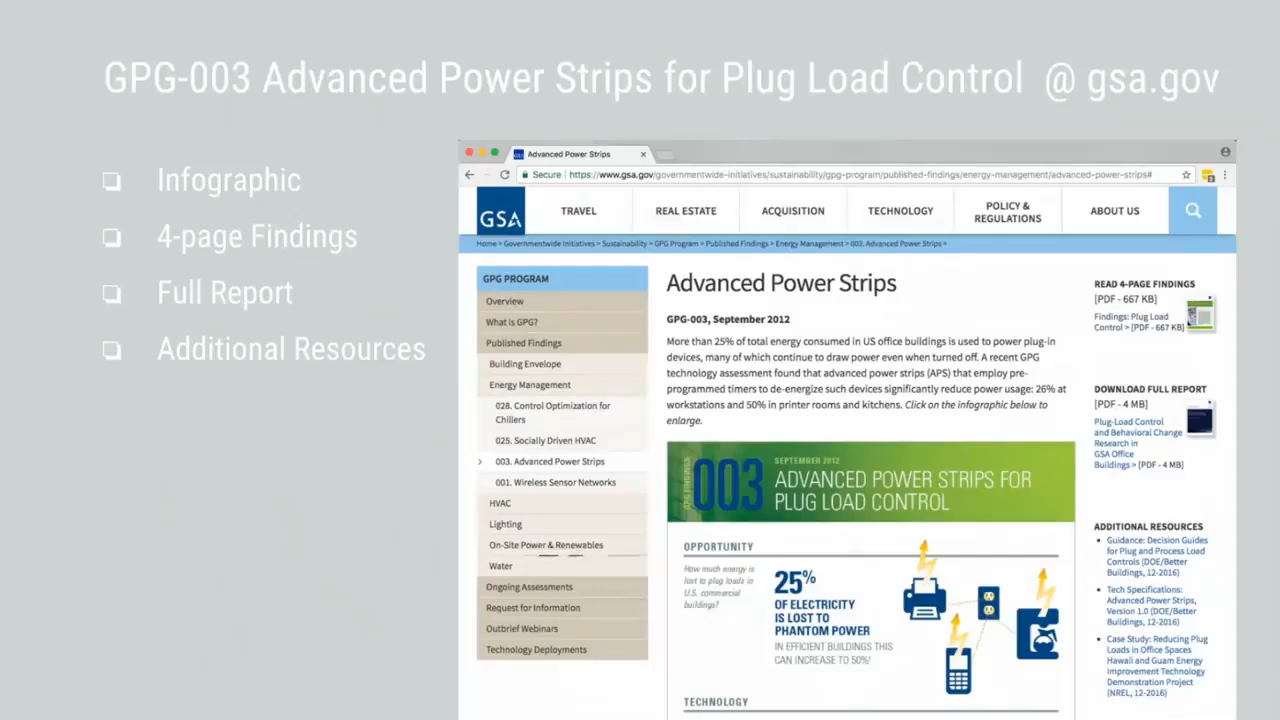 GPG-003 Advanced Power Strips for Plug Load Control @ gsa.gov
❏ Infographic
❏ 4-page Findings
❏ Full Report
❏ Additional Resources
Advanced Power Strips
Secure | https://www.gsa.gov/governmentwide-initiatives/sustainability/gpg-program/published-findings/energy-management/advanced-power-strips#
GSA
TRAVEL
REAL ESTATE
ACQUISITION
TECHNOLOGY
POLICY &
REGULATIONS
ABOUT US
Home > Governmentwide Initiatives > Sustainability > GPG Program > Published Findings > Energy Management > 003. Advanced Power Strips >
GPG PROGRAM
Overview
What is GPG?
Published Findings
Building Envelope
Energy Management
028. Control Optimization for
Chillers
025. Socially Driven HVAC
003. Advanced Power Strips
001. Wireless Sensor Networks
HVAC
Lighting
On-Site Power & Renewables
Water
Ongoing Assessments
Request for Information
Outbrief Webinars
Technology Deployments
Advanced Power Strips
GPG-003, September 2012
More than 25% of total energy consumed in US office buildings is used to power plug-in
devices, many of which continue to draw power even when turned off. A recent GPG
technology assessment found that advanced power strips (APS) that employ pre-
programmed timers to de-energize such devices significantly reduce power usage: 26% at
workstations and 50% in printer rooms and kitchens. Click on the infographic below to
enlarge.
GPG FINDINGS
003
SEPTEMBER 2012
ADVANCED POWER STRIPS FOR
PLUG LOAD CONTROL
OPPORTUNITY
How much energy is
lost to plug loads in
U.S. commercial
buildings?
25%
OF ELECTRICITY
IS LOST TO
PHANTOM POWER
IN EFFICIENT BUILDINGS THIS
CAN INCREASE TO 50%!
TECHNOLOGY
READ 4-PAGE FINDINGS
[PDF - 667 KB]
Findings: Plug Load
Control > [PDF - 667 KB]
DOWNLOAD FULL REPORT
[PDF - 4 MB]
Plug-Load Control
and Behavioral Change
Research in
GSA Office
Buildings > [PDF - 4 MB]
ADDITIONAL RESOURCES
• Guidance: Decision Guides
for Plug and Process Load
Controls (DOE/Better
Buildings, 12-2016)
• Tech Specifications:
Advanced Power Strips,
Version 1.0 (DOE/Better
Buildings, 12-2016)
• Case Study: Reducing Plug
Loads in Office Spaces
Hawaii and Guam Energy
Improvement Technology
Demonstration Project
(NREL, 12-2016)